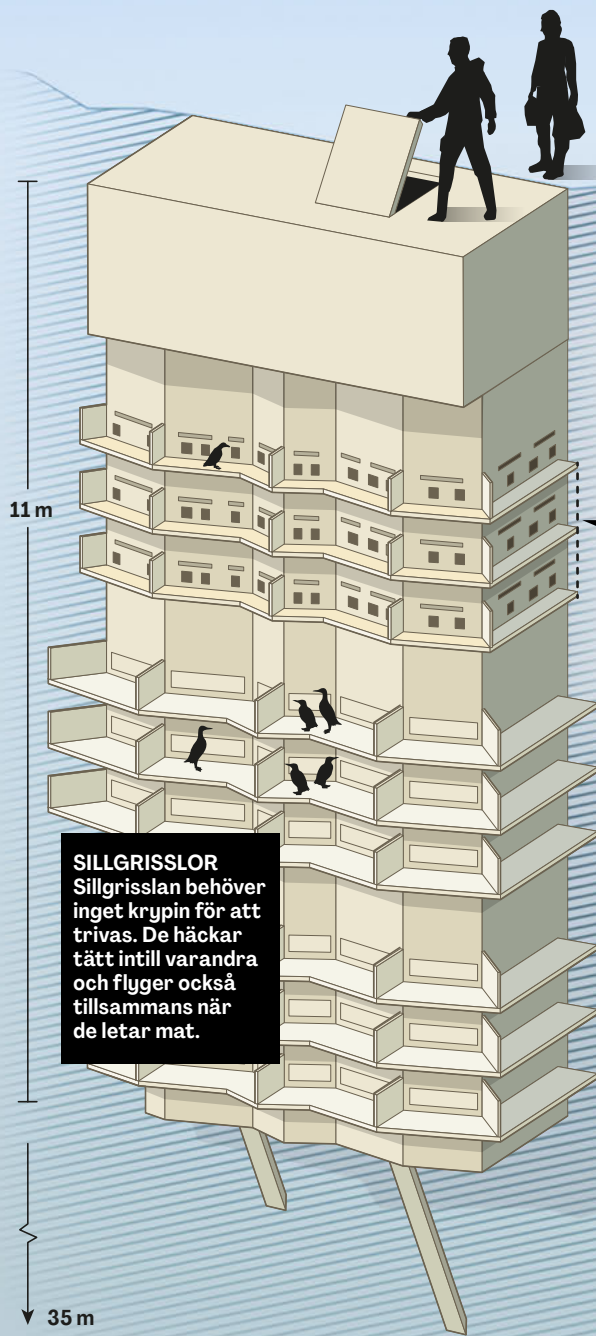 11 m
SILLGRISSLOR
Sillgrisslan behöver
inget krypin för att
trivas. De häckar
tätt intill varandra
och flyger också
tillsammans när
de letar mat.
35 m